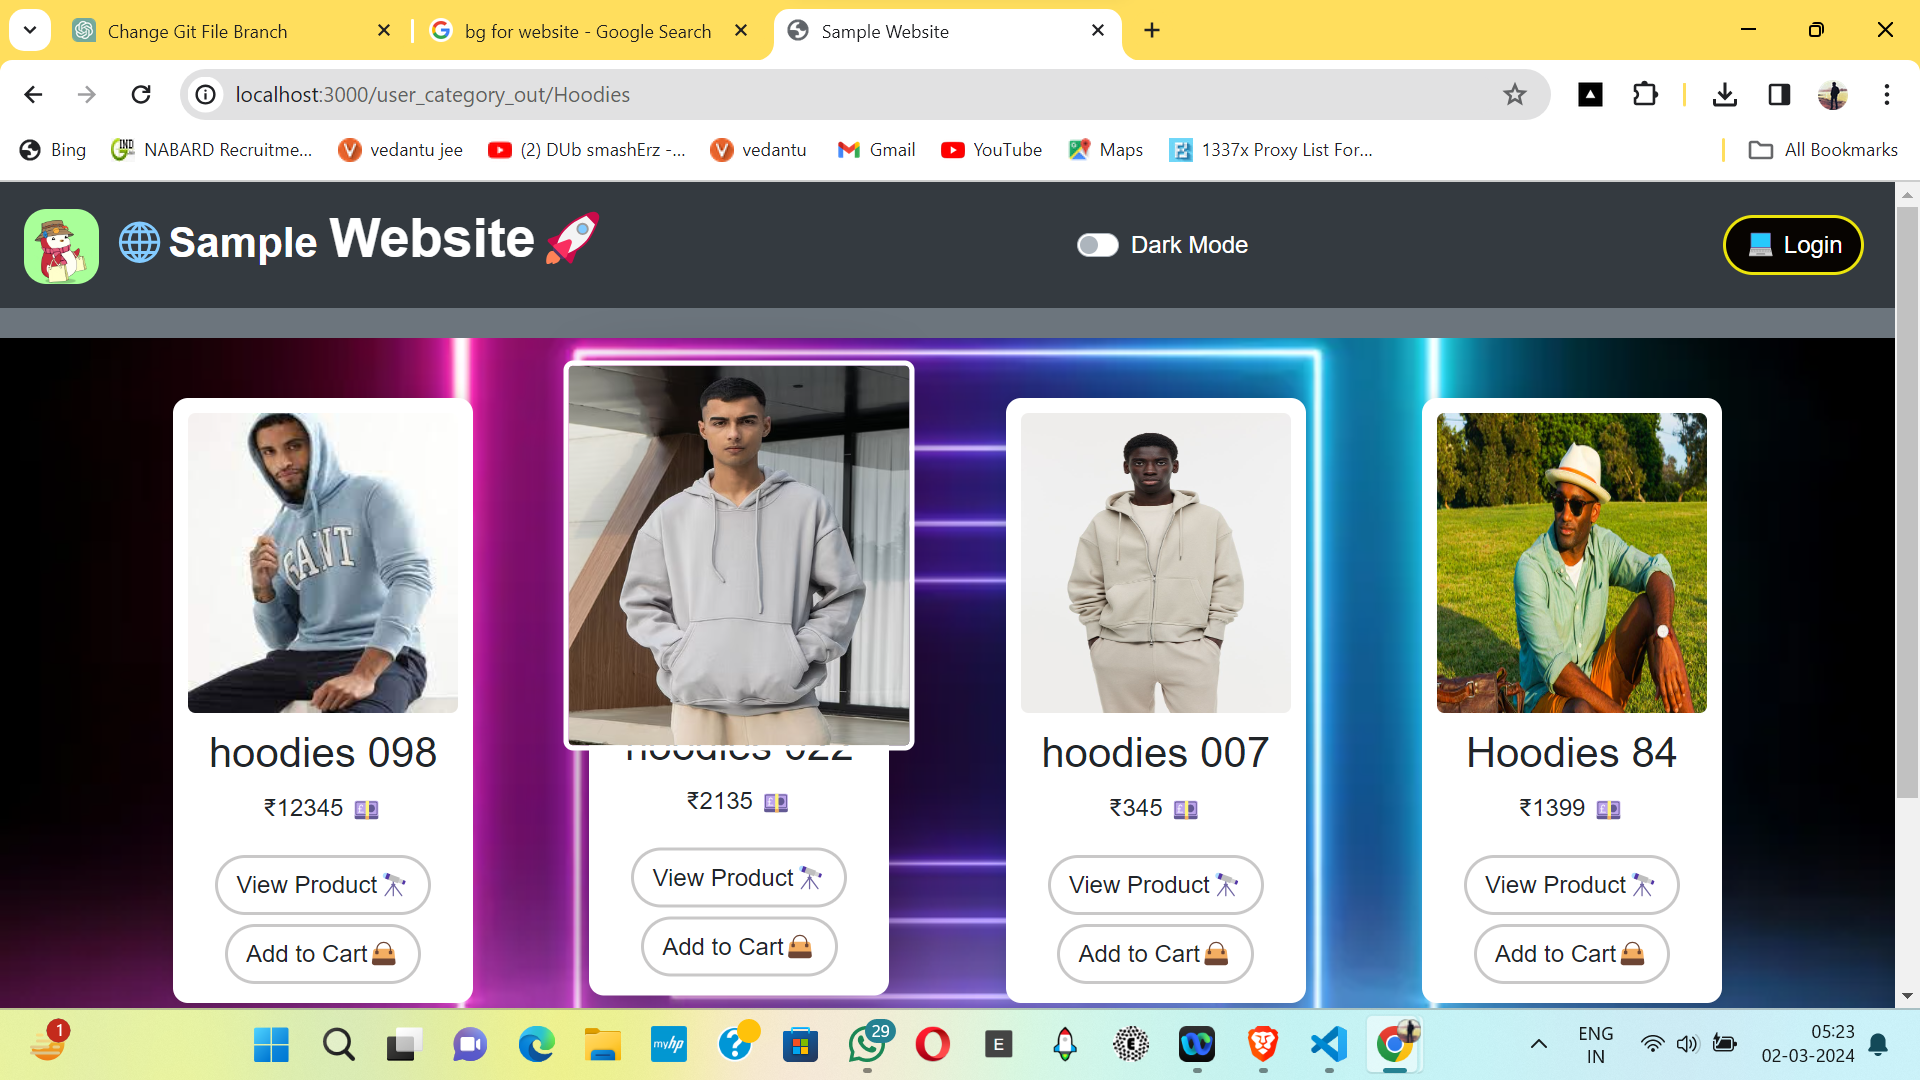 Change Git File Branch
bg for website - Google Search
Sample Website
localhost:3000/user_category_out/Hoodies
Bing
NABARD Recruitme...
vedantu jee
(2) DUb smashErz -...
vedantu
Gmail
YouTube
Maps
1337x Proxy List For...
All Bookmarks
Sample Website
Dark Mode
Login
GANT
hoodies 098
₹12345
View Product
Add to Cart
hoodies 022
₹2135
View Product
Add to Cart
hoodies 007
₹345
View Product
Add to Cart
Hoodies 84
₹1399
View Product
Add to Cart
1
myhp
29
E
E
ENG
IN
05:23
02-03-2024